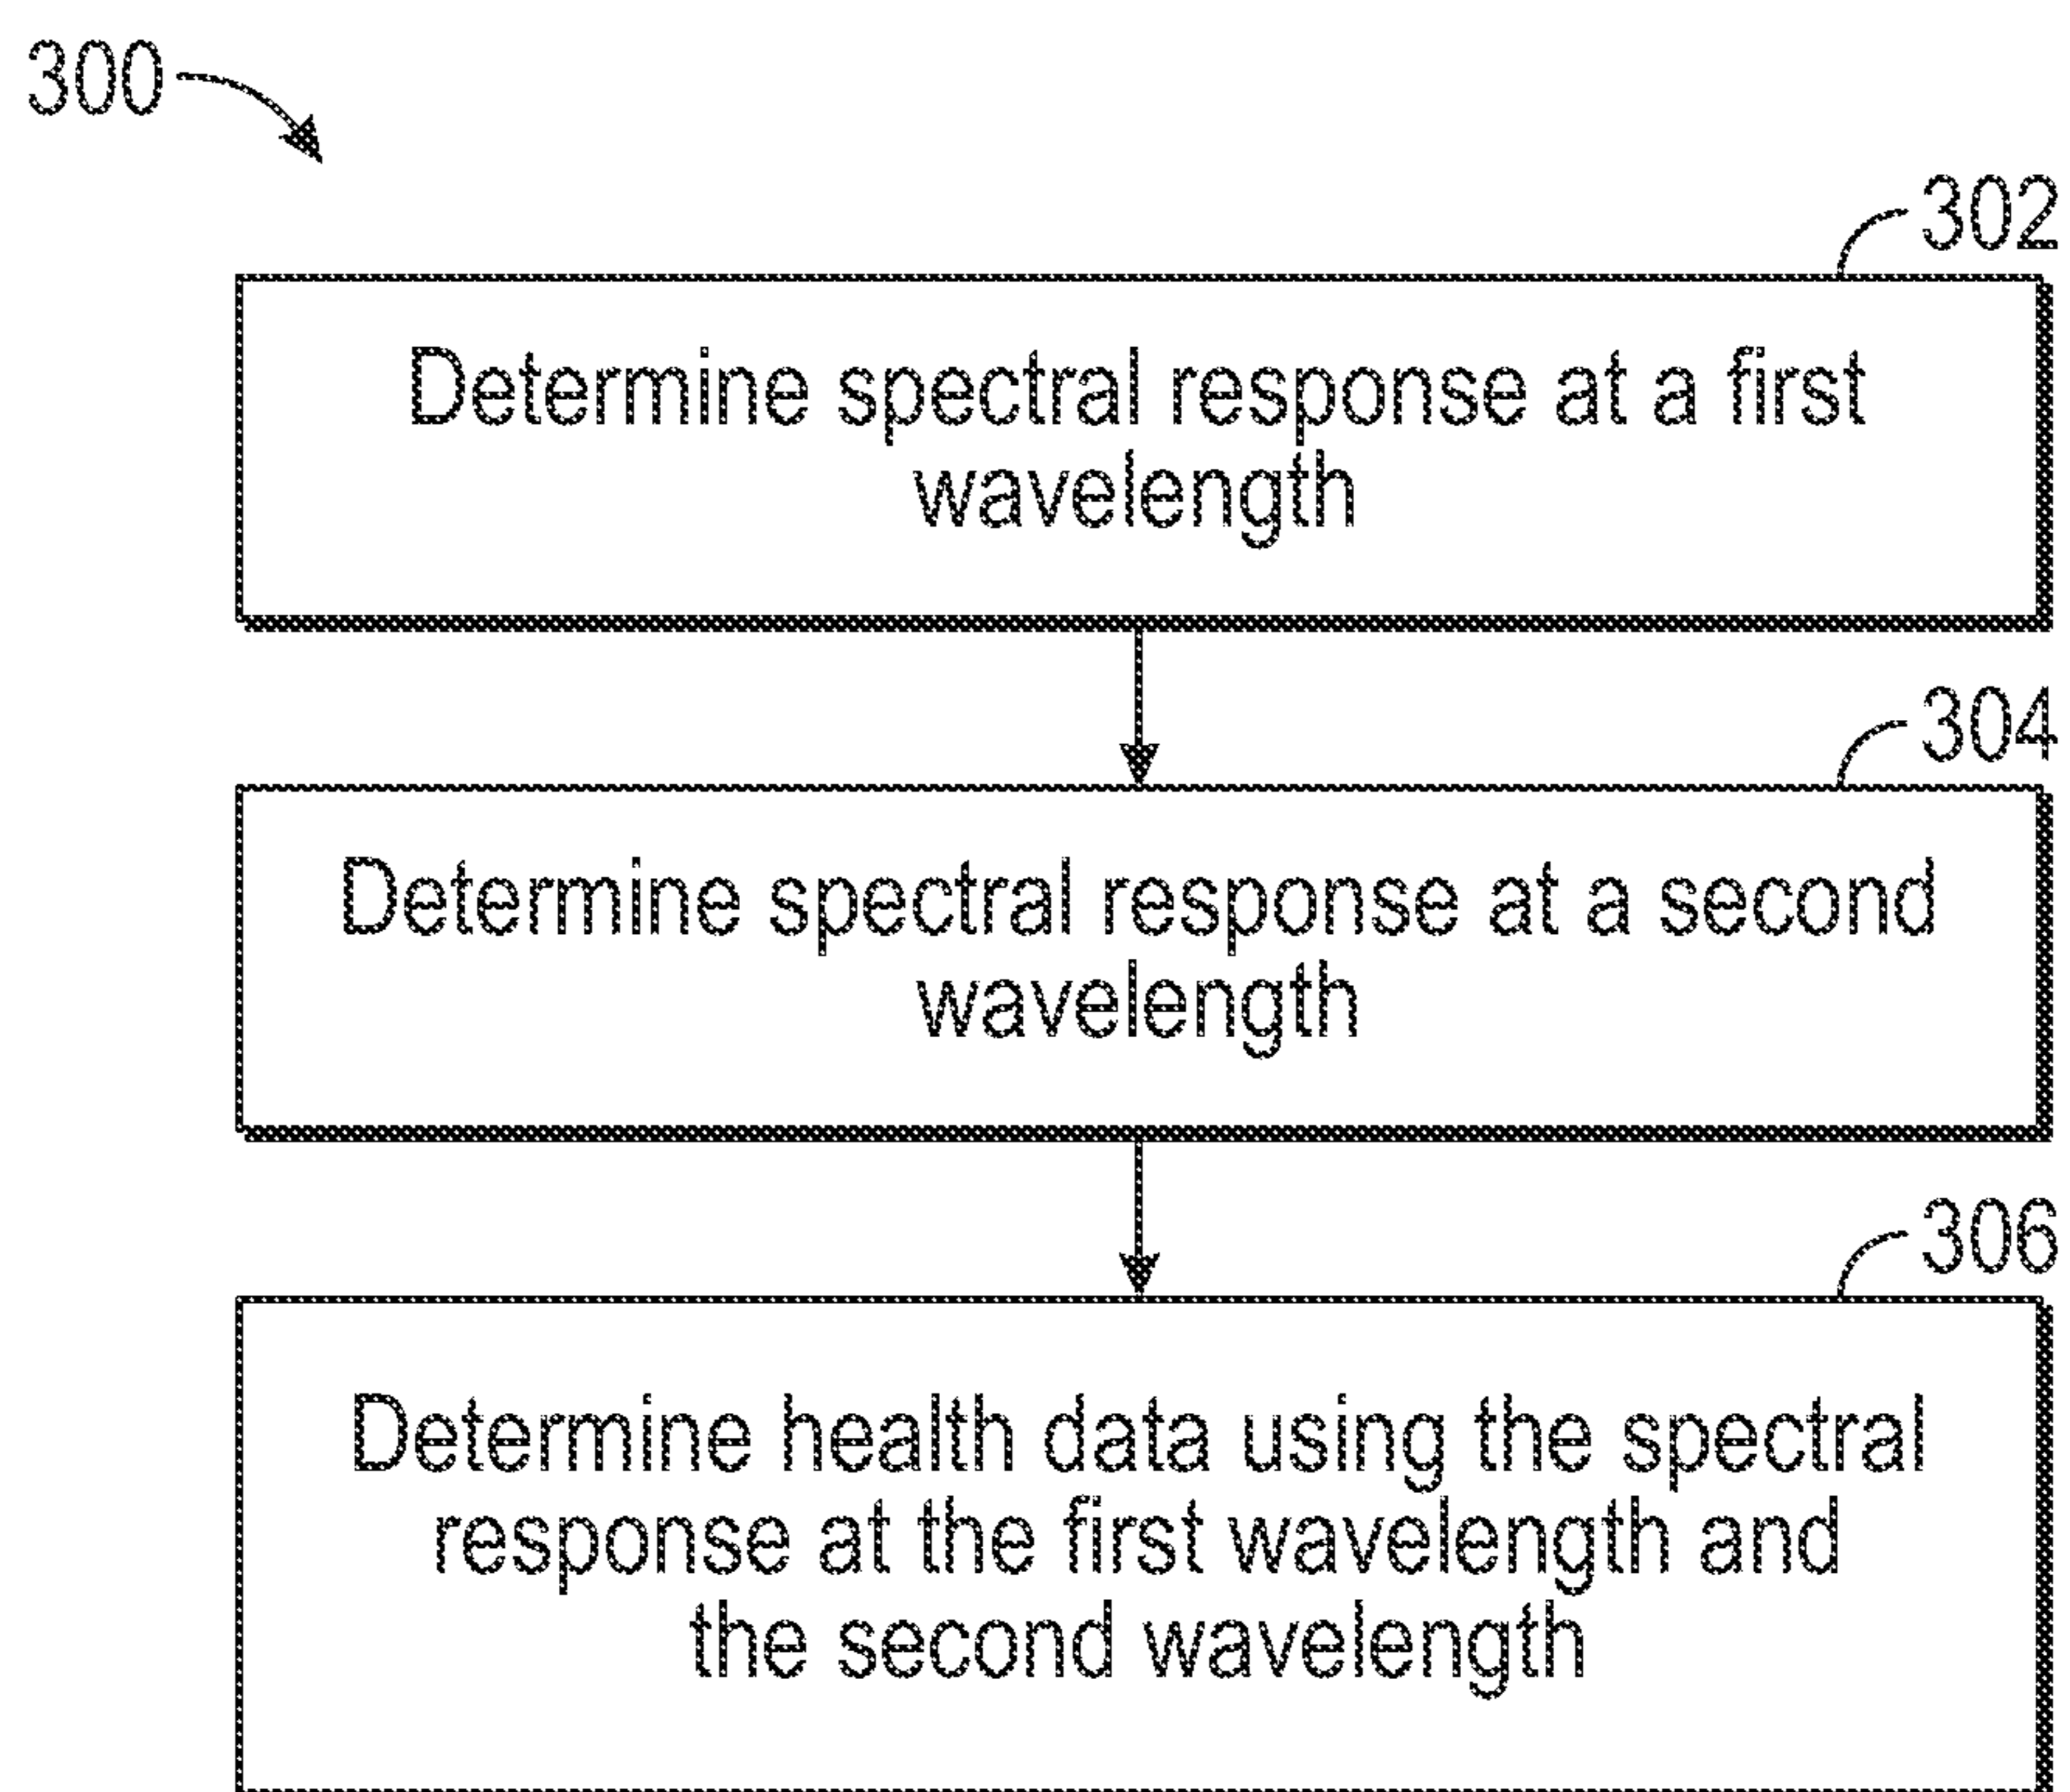 300
302
Determine spectral response at a first
wavelength
304
Determine spectral response at a second
wavelength
306
Determine health data using the spectral
response at the first wavelength and
the second wavelength